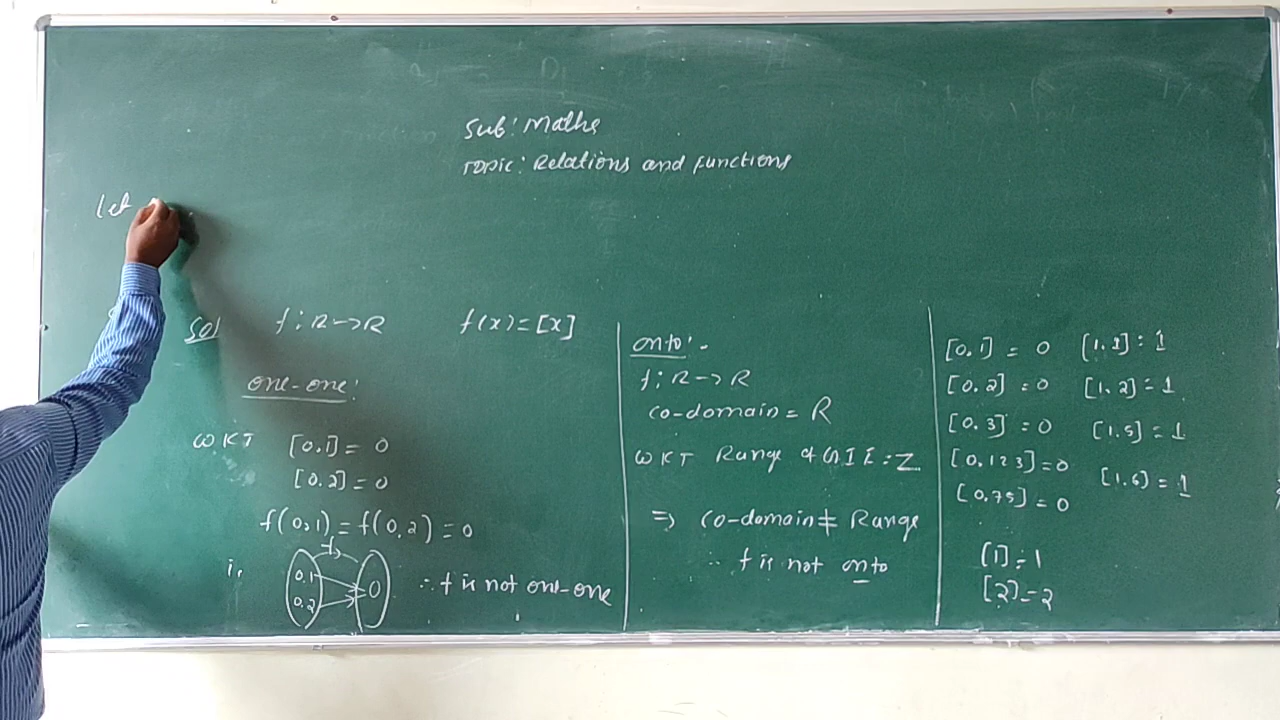 Sub: Maths
Topic: Relations and Functions
Let
Sol f: R→R f(x)=[x]
one-one:
WKT [0.1] = 0
[0.2] = 0
f(0.1) = f(0.2) = 0
i.
f
0.1
0.2
0
∴ f is not one-one
onto:-
f: R→R
co-domain = R
WKT Range of GIF = Z
⇒ co-domain ≠ Range
∴ f is not onto
[0.1] = 0
[0.2] = 0
[0.3] = 0
[0.123] = 0
[0.75] = 0
[1] = 1
[2] = 2
[1.1] = 1
[1.2] = 1
[1.5] = 1
[1.6] = 1